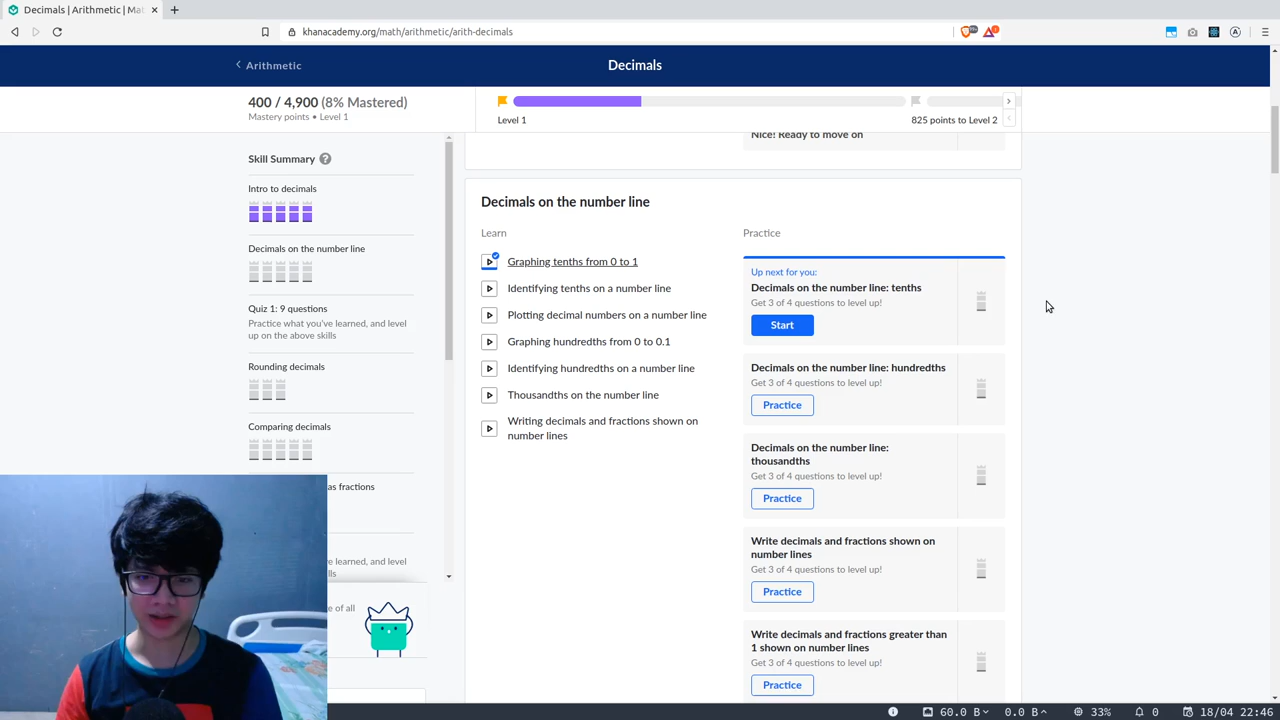 Decimals | Arithmetic | Ma
khanacademy.org/math/arithmetic/arith-decimals
Arithmetic
Decimals
400 / 4,900 (8% Mastered)
Mastery points • Level 1
Level 1
825 points to Level 2
Skill Summary ?
Intro to decimals
Decimals on the number line
Quiz 1: 9 questions
Practice what you've learned, and level
up on the above skills
Rounding decimals
Comparing decimals
as fractions
ve learned, and level
lls
e of all
Nice! Ready to move on
Decimals on the number line
Learn
Graphing tenths from 0 to 1
Identifying tenths on a number line
Plotting decimal numbers on a number line
Graphing hundredths from 0 to 0.1
Identifying hundredths on a number line
Thousandths on the number line
Writing decimals and fractions shown on
number lines
Practice
Up next for you:
Decimals on the number line: tenths
Get 3 of 4 questions to level up!
Start
Decimals on the number line: hundredths
Get 3 of 4 questions to level up!
Practice
Decimals on the number line:
thousandths
Get 3 of 4 questions to level up!
Practice
Write decimals and fractions shown on
number lines
Get 3 of 4 questions to level up!
Practice
Write decimals and fractions greater than
1 shown on number lines
Get 3 of 4 questions to level up!
Practice
60.0 B 0.0 B 33% 0 18/04 22:46